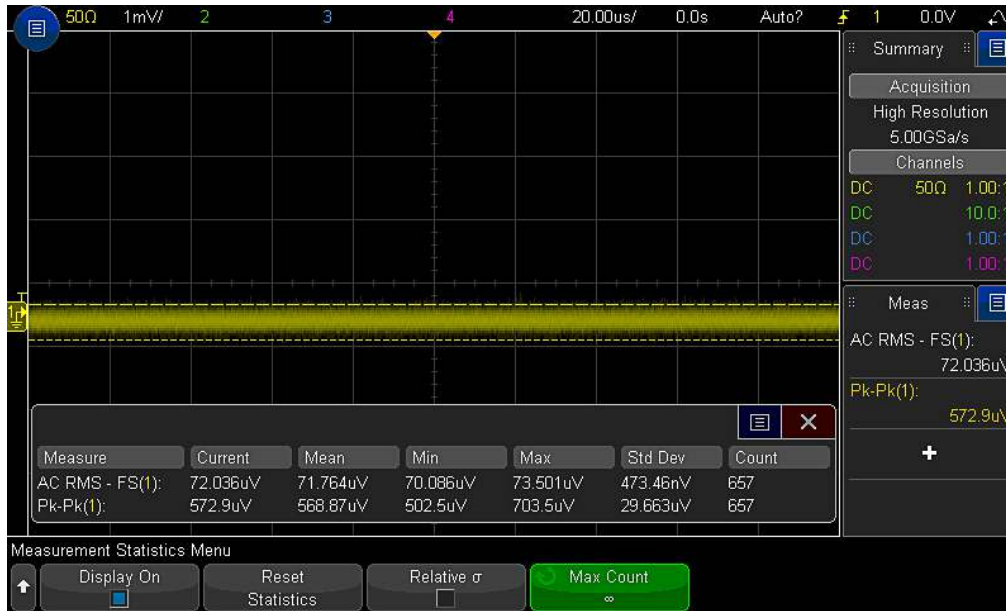 50Ω 1mV/ 2 3 4 20.00us/ 0.0s Auto? 1 0.0V
Summary
Acquisition
High Resolution
5.00GSa/s
Channels
DC 50Ω 1.00:1
DC 10.0:1
DC 1.00:1
DC 1.00:1
T
1
Meas
AC RMS - FS(1):
72.036uV
Pk-Pk(1):
572.9uV
Measure Current Mean Min Max Std Dev Count
AC RMS - FS(1): 72.036uV 71.764uV 70.086uV 73.501uV 473.46nV 657
Pk-Pk(1): 572.9uV 568.87uV 502.5uV 703.5uV 29.663uV 657
Measurement Statistics Menu
Display On
Reset
Statistics
Relative σ
Max Count
∞